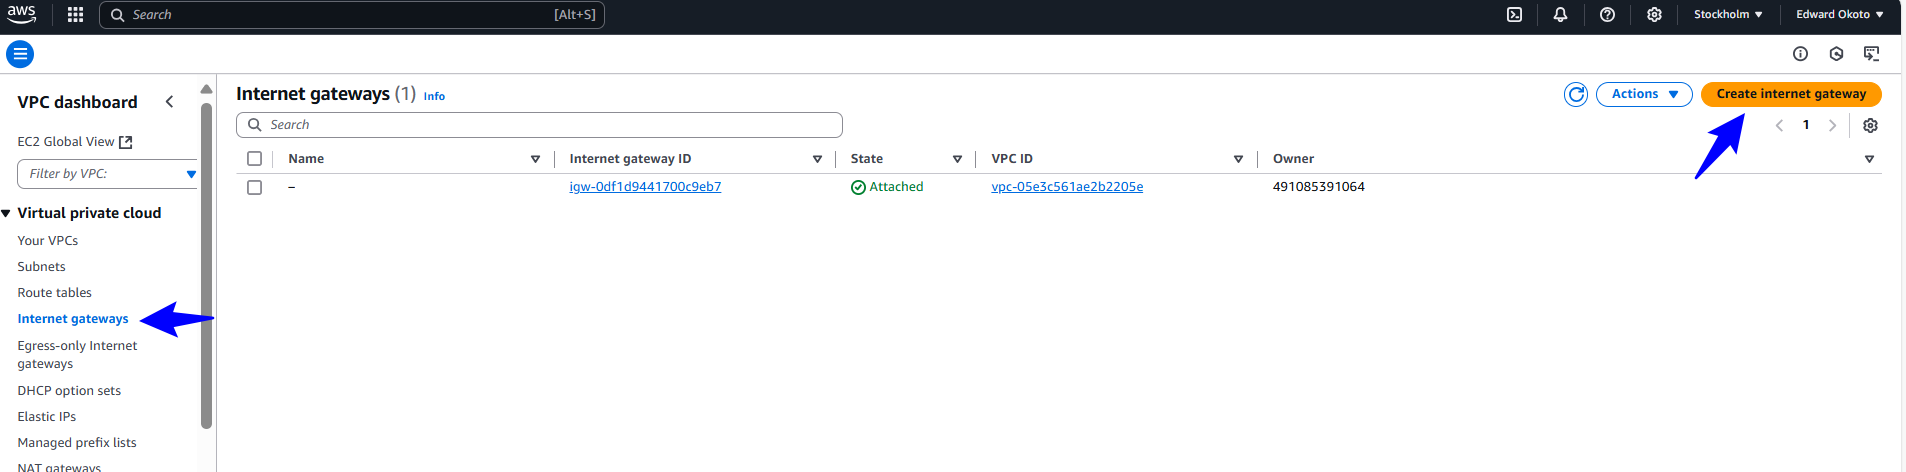 aws Search [Alt+S] Stockholm ▼ Edward Okoto ▼
VPC dashboard
EC2 Global View
Filter by VPC:
Virtual private cloud
Your VPCs
Subnets
Route tables
Internet gateways
Egress-only Internet
gateways
DHCP option sets
Elastic IPs
Managed prefix lists
NAT gateways
Internet gateways (1) Info
Actions ▼ Create internet gateway
Search
1
Name Internet gateway ID State VPC ID Owner
– igw-0df1d9441700c9eb7 Attached vpc-05e3c561ae2b2205e 491085391064